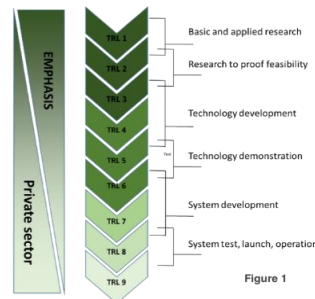 EMPHASIS
Private sector
TRL 1
TRL 2
TRL 3
TRL 4
TRL 5
TRL 6
TRL 7
TRL 8
TRL 9
Basic and applied research
Research to proof feasibility
Technology development
Text
Technology demonstration
System development
System test, launch, operation
Figure 1